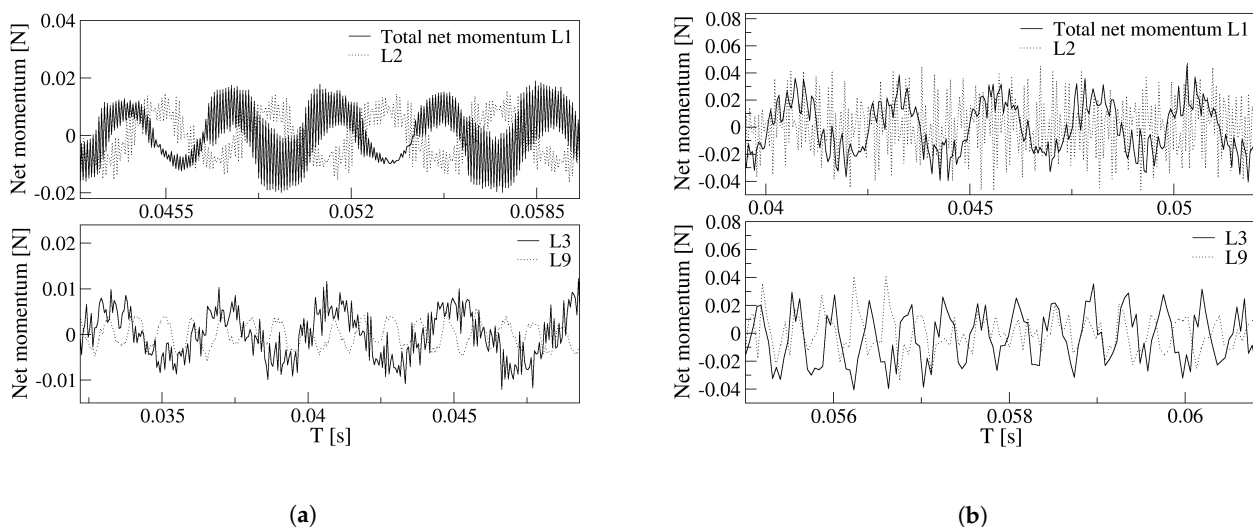 0.04
0.02
0
-0.02
Net momentum [N]
Total net momentum L1
L2
0.0455
0.052
0.0585
0.02
0.01
0
-0.01
Net momentum [N]
L3
L9
0.035
0.04
0.045
T [s]
(a)
0.08
0.06
0.04
0.02
0
-0.02
-0.04
Net momentum [N]
Total net momentum L1
L2
0.04
0.045
0.05
0.08
0.06
0.04
0.02
0
-0.02
-0.04
Net momentum [N]
L3
L9
0.056
0.058
0.06
T [s]
(b)